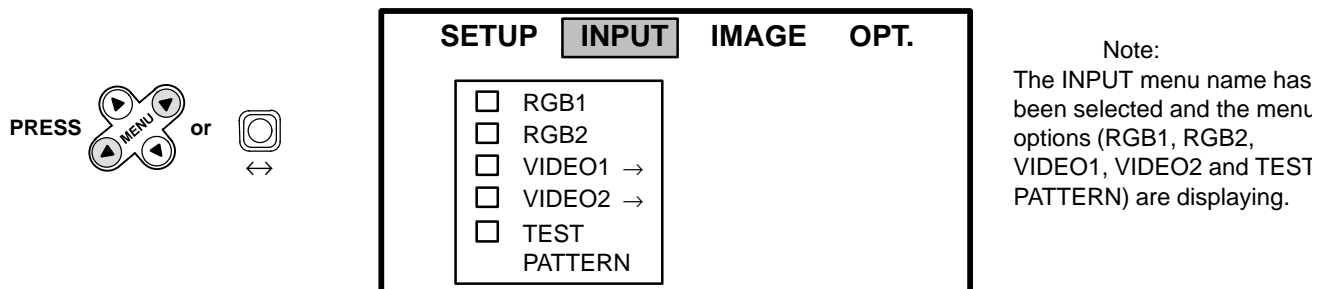 PRESS MENU or
↔
SETUP INPUT IMAGE OPT.
RGB1
RGB2
VIDEO1 →
VIDEO2 →
TEST
PATTERN
Note:
The INPUT menu name has
been selected and the menu
options (RGB1, RGB2,
VIDEO1, VIDEO2 and TEST
PATTERN) are displaying.